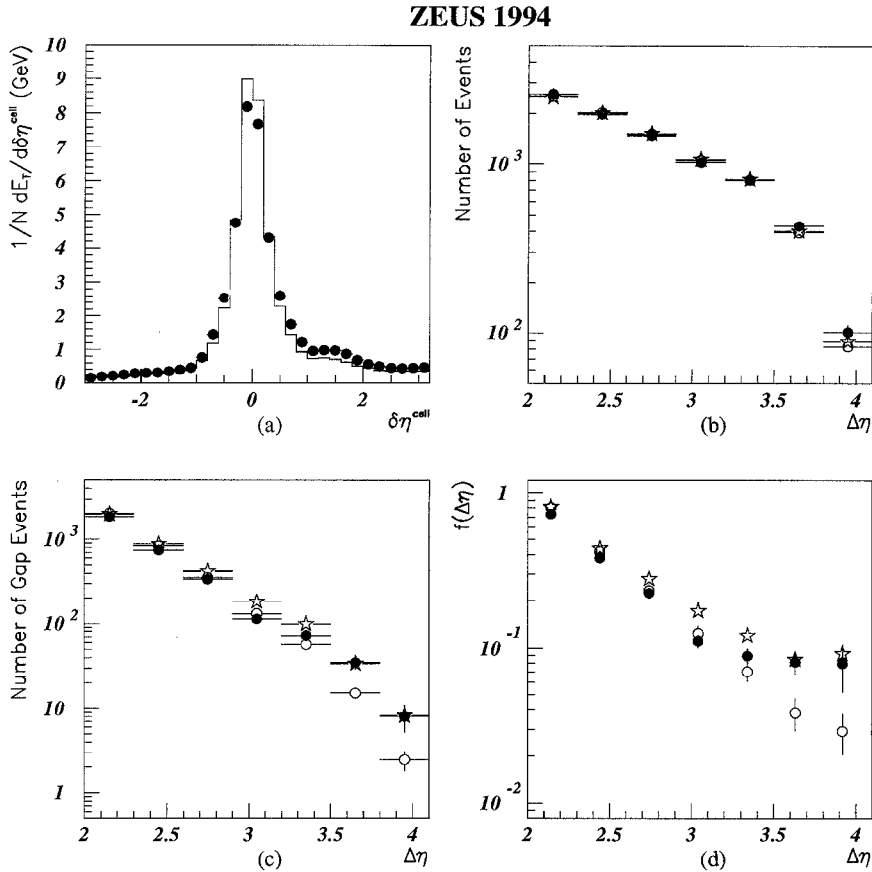 ZEUS 1994
1/N dE_T/dδη^cell (GeV)
10
9
8
7
6
5
4
3
2
1
0
-2 0 2
(a) δη^cell
Number of Events
10^3
10^2
2 2.5 3 3.5 4
(b) Δη
Number of Gap Events
10^3
10^2
10
1
2 2.5 3 3.5 4
(c) Δη
f(Δη)
1
10^-1
10^-2
2 2.5 3 3.5 4
(d) Δη